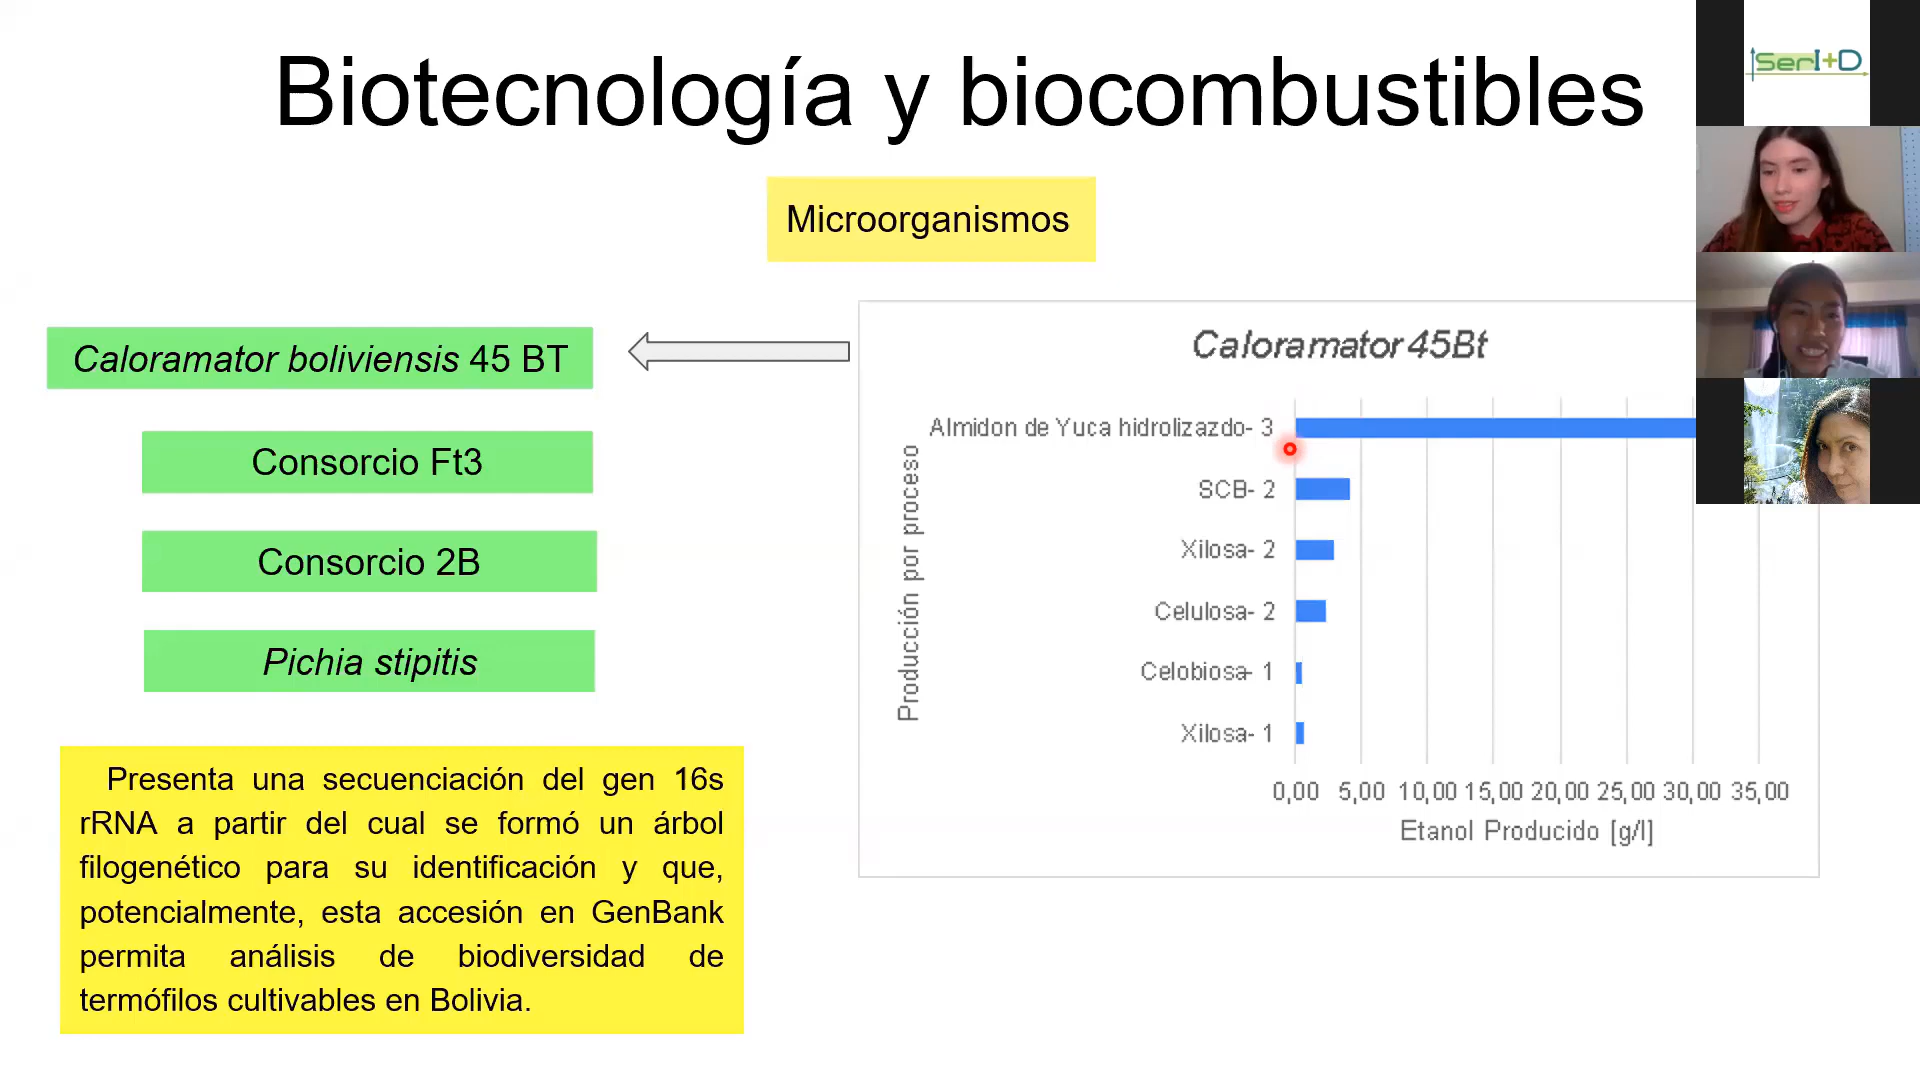 Biotecnología y biocombustibles
SerI+D
Microorganismos
Caloramator boliviensis 45 BT
Consorcio Ft3
Consorcio 2B
Pichia stipitis
Presenta una secuenciación del gen 16s
rRNA a partir del cual se formó un árbol
filogenético para su identificación y que,
potencialmente, esta accesión en GenBank
permita análisis de biodiversidad de
termófilos cultivables en Bolivia.
Caloramator 45Bt
Producción por proceso
Almidon de Yuca hidrolizazdo- 3
SCB- 2
Xilosa- 2
Celulosa- 2
Celobiosa- 1
Xilosa- 1
0,00 5,00 10,00 15,00 20,00 25,00 30,00 35,00
Etanol Producido [g/l]